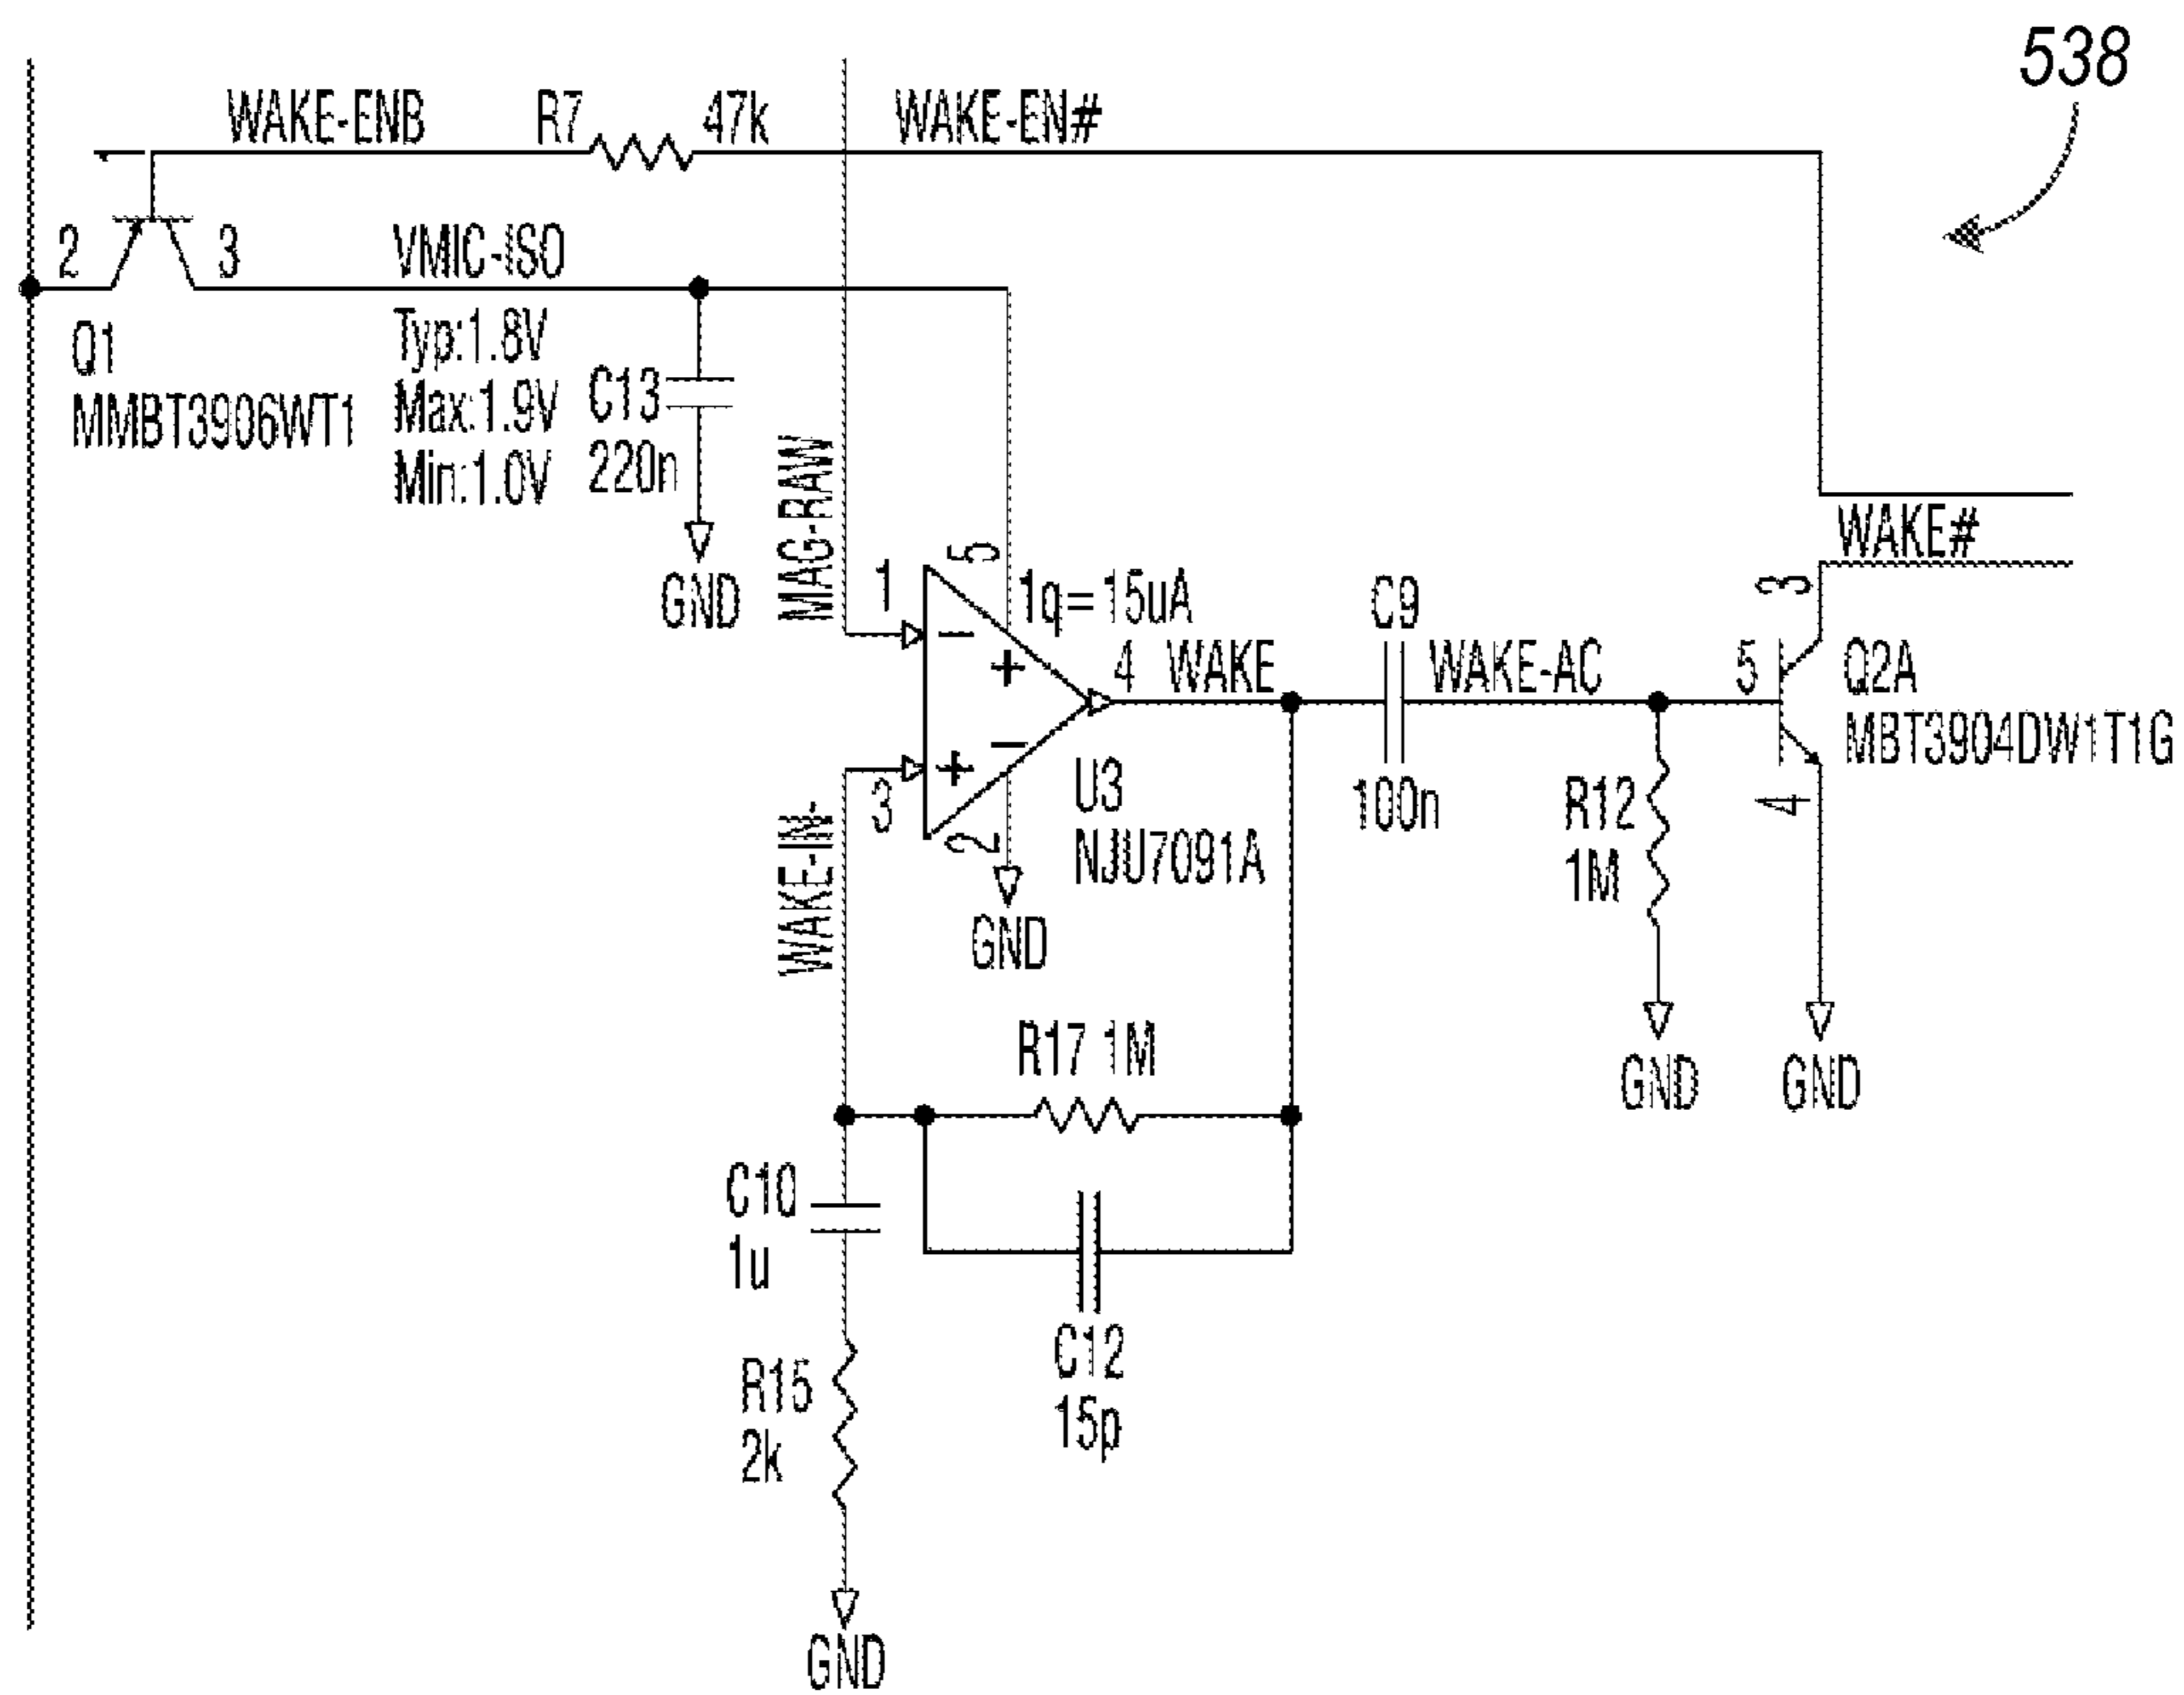 538
WAKE-ENB R7 47k WAKE-EN#
2 3 VMIC-ISO
Q1
MMBT3906WT1
Typ:1.8V
Max:1.9V
Min:1.0V
C13
220n
GND
MAG-RAW
1
5
1q=15uA
−
+
4 WAKE
C9
100n
WAKE-AC
WAKE#
3
5
Q2A
MBT3904DW1T1G
4
R12
1M
GND
GND
WAKE-IN-
3
+
−
2
U3
NJU7091A
GND
R17 1M
C10
1u
C12
15p
R15
2k
GND